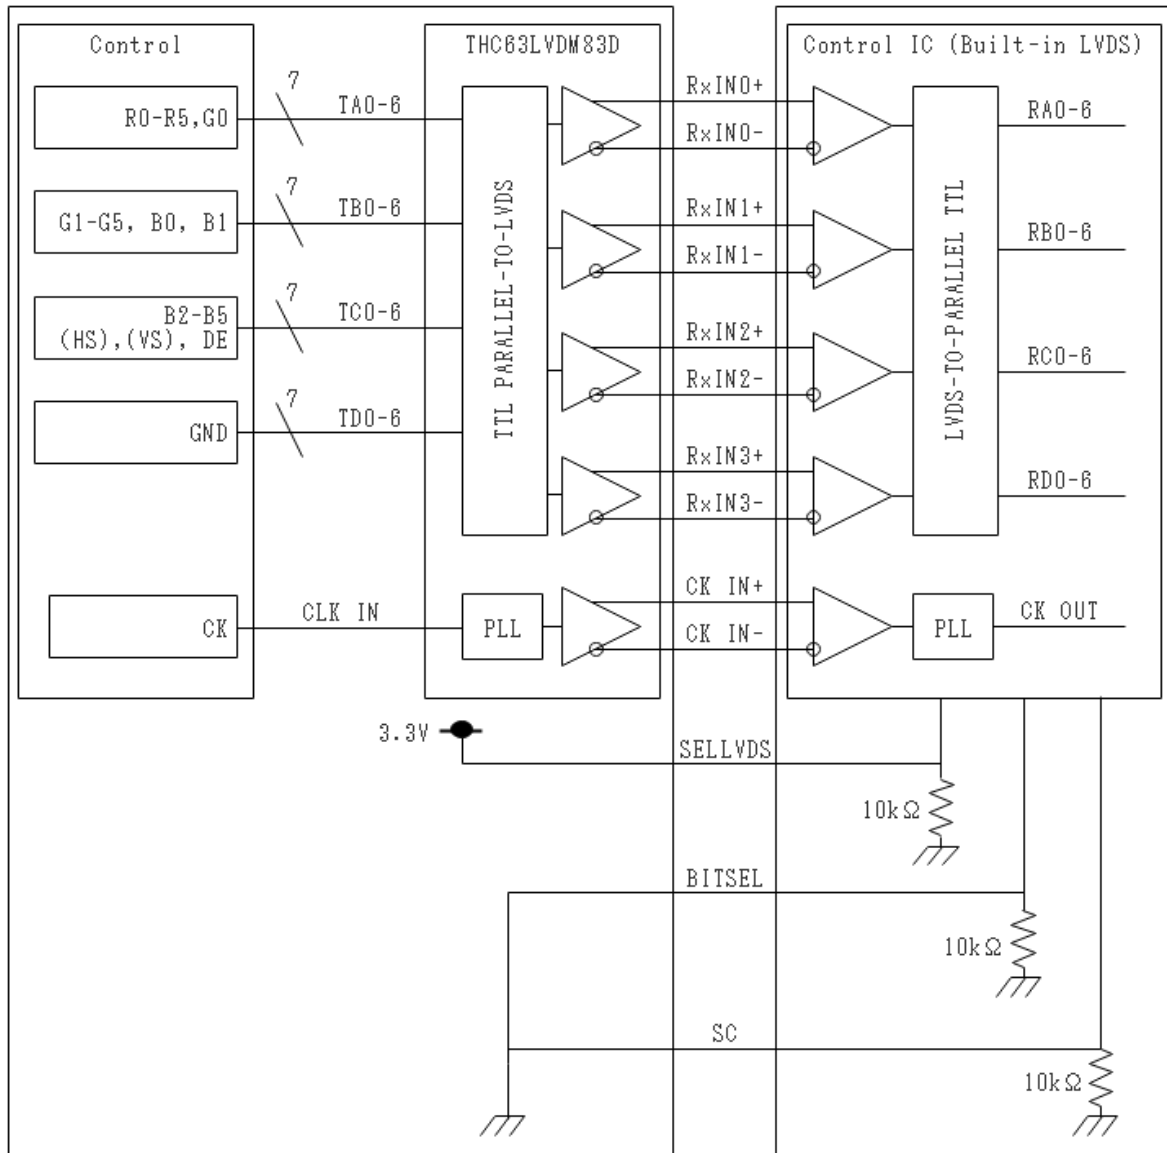 Control
THC63LVDM83D
Control IC (Built-in LVDS)
R0-R5,G0
7
TA0-6
RxIN0+
RxIN0-
RA0-6
G1-G5, B0, B1
7
TB0-6
RxIN1+
RxIN1-
RB0-6
B2-B5
(HS),(VS), DE
7
TC0-6
RxIN2+
RxIN2-
RC0-6
GND
7
TD0-6
RxIN3+
RxIN3-
RD0-6
TTL PARALLEL-TO-LVDS
LVDS-TO-PARALLEL TTL
CK
CLK IN
PLL
CK IN+
CK IN-
PLL
CK OUT
3.3V
SELLVDS
10kΩ
BITSEL
10kΩ
SC
10kΩ